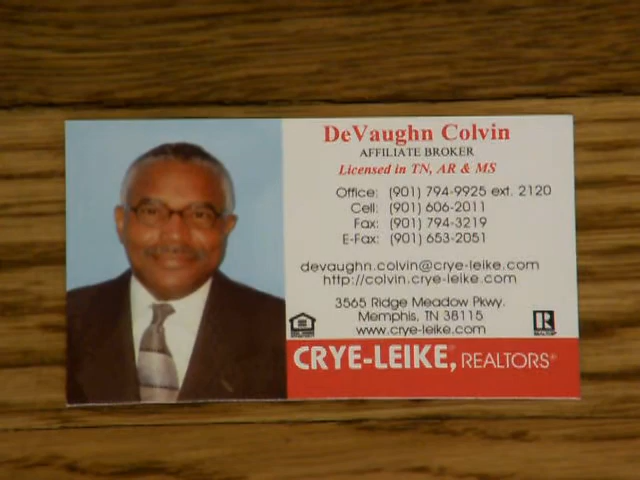 DeVaughn Colvin
AFFILIATE BROKER
Licensed in TN, AR & MS
Office: (901) 794-9925 ext. 2120
Cell: (901) 606-2011
Fax: (901) 794-3219
E-Fax: (901) 653-2051
devaughn.colvin@crye-leike.com
http://colvin.crye-leike.com
3565 Ridge Meadow Pkwy.
Memphis, TN 38115
www.crye-leike.com
CRYE-LEIKE®, REALTORS®